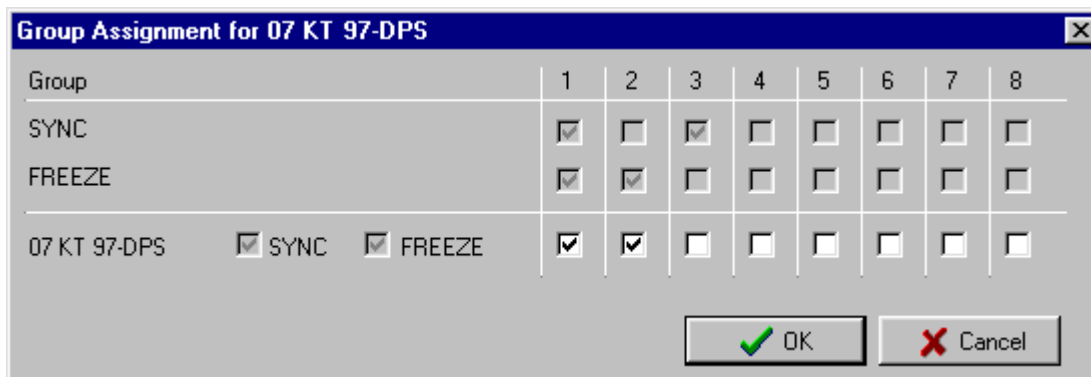 Group Assignment for 07 KT 97-DPS
Group 1 2 3 4 5 6 7 8
SYNC
FREEZE
07 KT 97-DPS SYNC FREEZE
OK Cancel